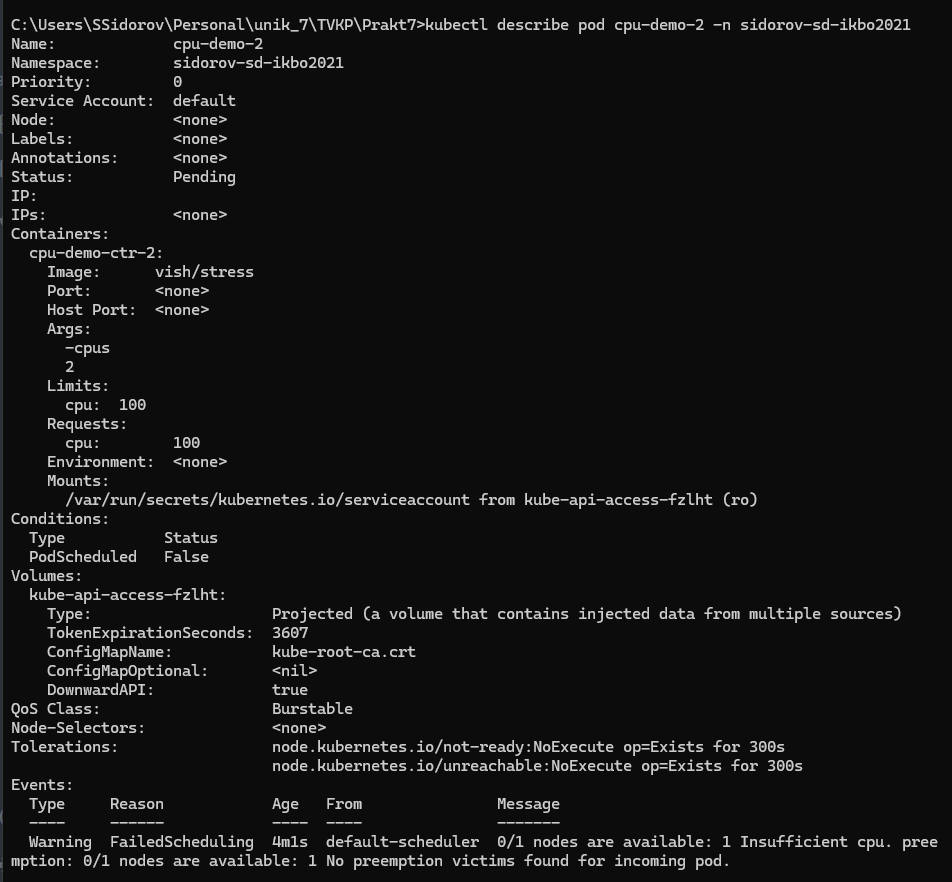 C:\Users\SSidorov\Personal\unik_7\TVKP\Prakt7>kubectl describe pod cpu-demo-2 -n sidorov-sd-ikbo2021
Name:             cpu-demo-2
Namespace:        sidorov-sd-ikbo2021
Priority:         0
Service Account:  default
Node:             <none>
Labels:           <none>
Annotations:      <none>
Status:           Pending
IP:
IPs:              <none>
Containers:
  cpu-demo-ctr-2:
    Image:      vish/stress
    Port:       <none>
    Host Port:  <none>
    Args:
      -cpus
      2
    Limits:
      cpu:  100
    Requests:
      cpu:        100
    Environment:  <none>
    Mounts:
      /var/run/secrets/kubernetes.io/serviceaccount from kube-api-access-fzlht (ro)
Conditions:
  Type           Status
  PodScheduled   False
Volumes:
  kube-api-access-fzlht:
    Type:                    Projected (a volume that contains injected data from multiple sources)
    TokenExpirationSeconds:  3607
    ConfigMapName:           kube-root-ca.crt
    ConfigMapOptional:       <nil>
    DownwardAPI:             true
QoS Class:                   Burstable
Node-Selectors:              <none>
Tolerations:                 node.kubernetes.io/not-ready:NoExecute op=Exists for 300s
                             node.kubernetes.io/unreachable:NoExecute op=Exists for 300s
Events:
  Type     Reason            Age   From               Message
  ----     ------            ----  ----               -------
  Warning  FailedScheduling  4m1s  default-scheduler  0/1 nodes are available: 1 Insufficient cpu. pree
mption: 0/1 nodes are available: 1 No preemption victims found for incoming pod.